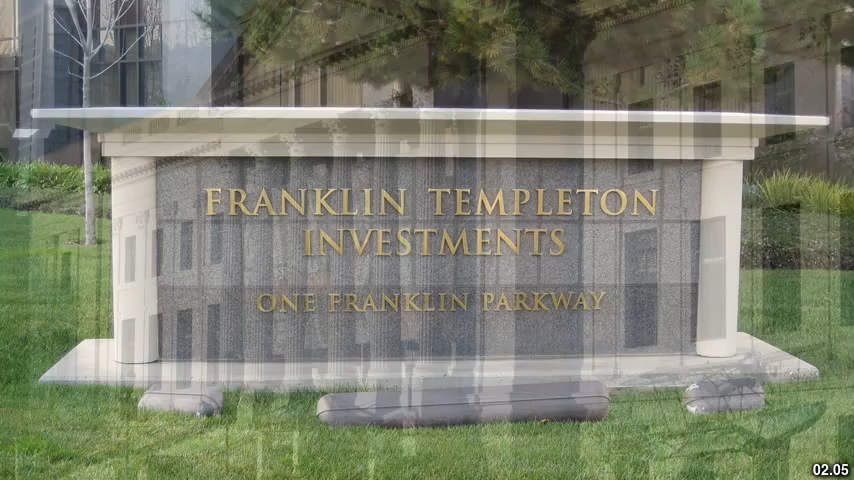 FRANKLIN TEMPLETON
INVESTMENTS
ONE FRANKLIN PARKWAY
02.05